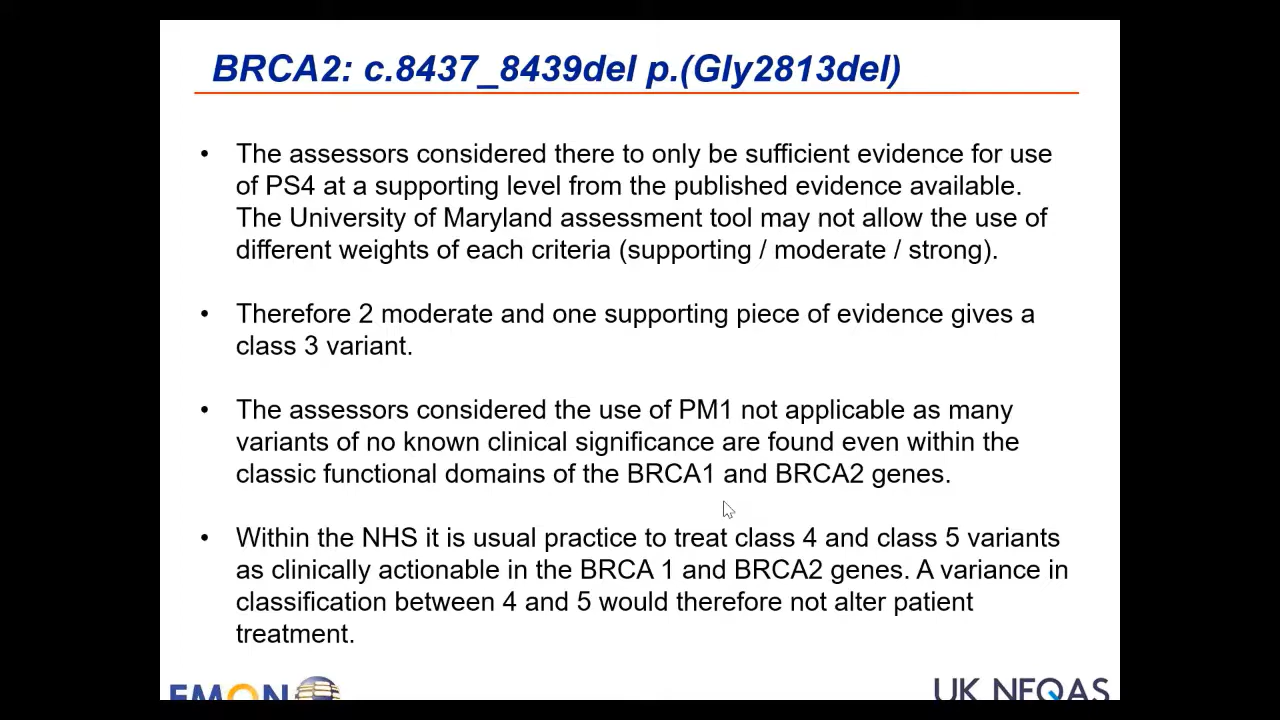 BRCA2: c.8437_8439del p.(Gly2813del)
• The assessors considered there to only be sufficient evidence for use
of PS4 at a supporting level from the published evidence available.
The University of Maryland assessment tool may not allow the use of
different weights of each criteria (supporting / moderate / strong).
• Therefore 2 moderate and one supporting piece of evidence gives a
class 3 variant.
• The assessors considered the use of PM1 not applicable as many
variants of no known clinical significance are found even within the
classic functional domains of the BRCA1 and BRCA2 genes.
• Within the NHS it is usual practice to treat class 4 and class 5 variants
as clinically actionable in the BRCA 1 and BRCA2 genes. A variance in
classification between 4 and 5 would therefore not alter patient
treatment.
EMQN
UK NEQAS